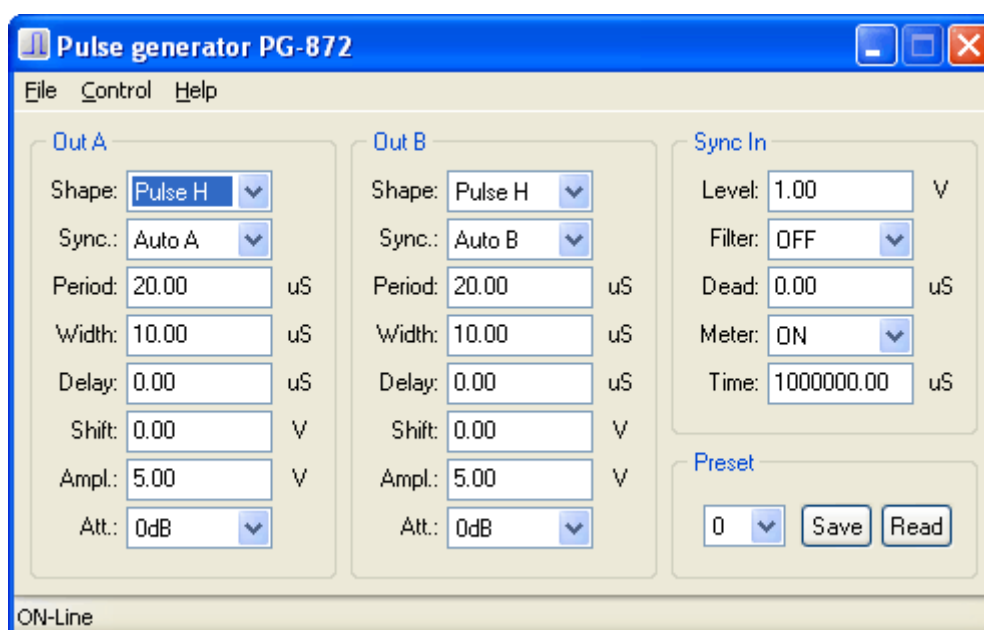 Pulse generator PG-872
File Control Help
Out A
Shape: Pulse H
Sync.: Auto A
Period: 20.00 uS
Width: 10.00 uS
Delay: 0.00 uS
Shift: 0.00 V
Ampl.: 5.00 V
Att.: 0dB
Out B
Shape: Pulse H
Sync.: Auto B
Period: 20.00 uS
Width: 10.00 uS
Delay: 0.00 uS
Shift: 0.00 V
Ampl.: 5.00 V
Att.: 0dB
Sync In
Level: 1.00 V
Filter: OFF
Dead: 0.00 uS
Meter: ON
Time: 1000000.00 uS
Preset
0 Save Read
ON-Line